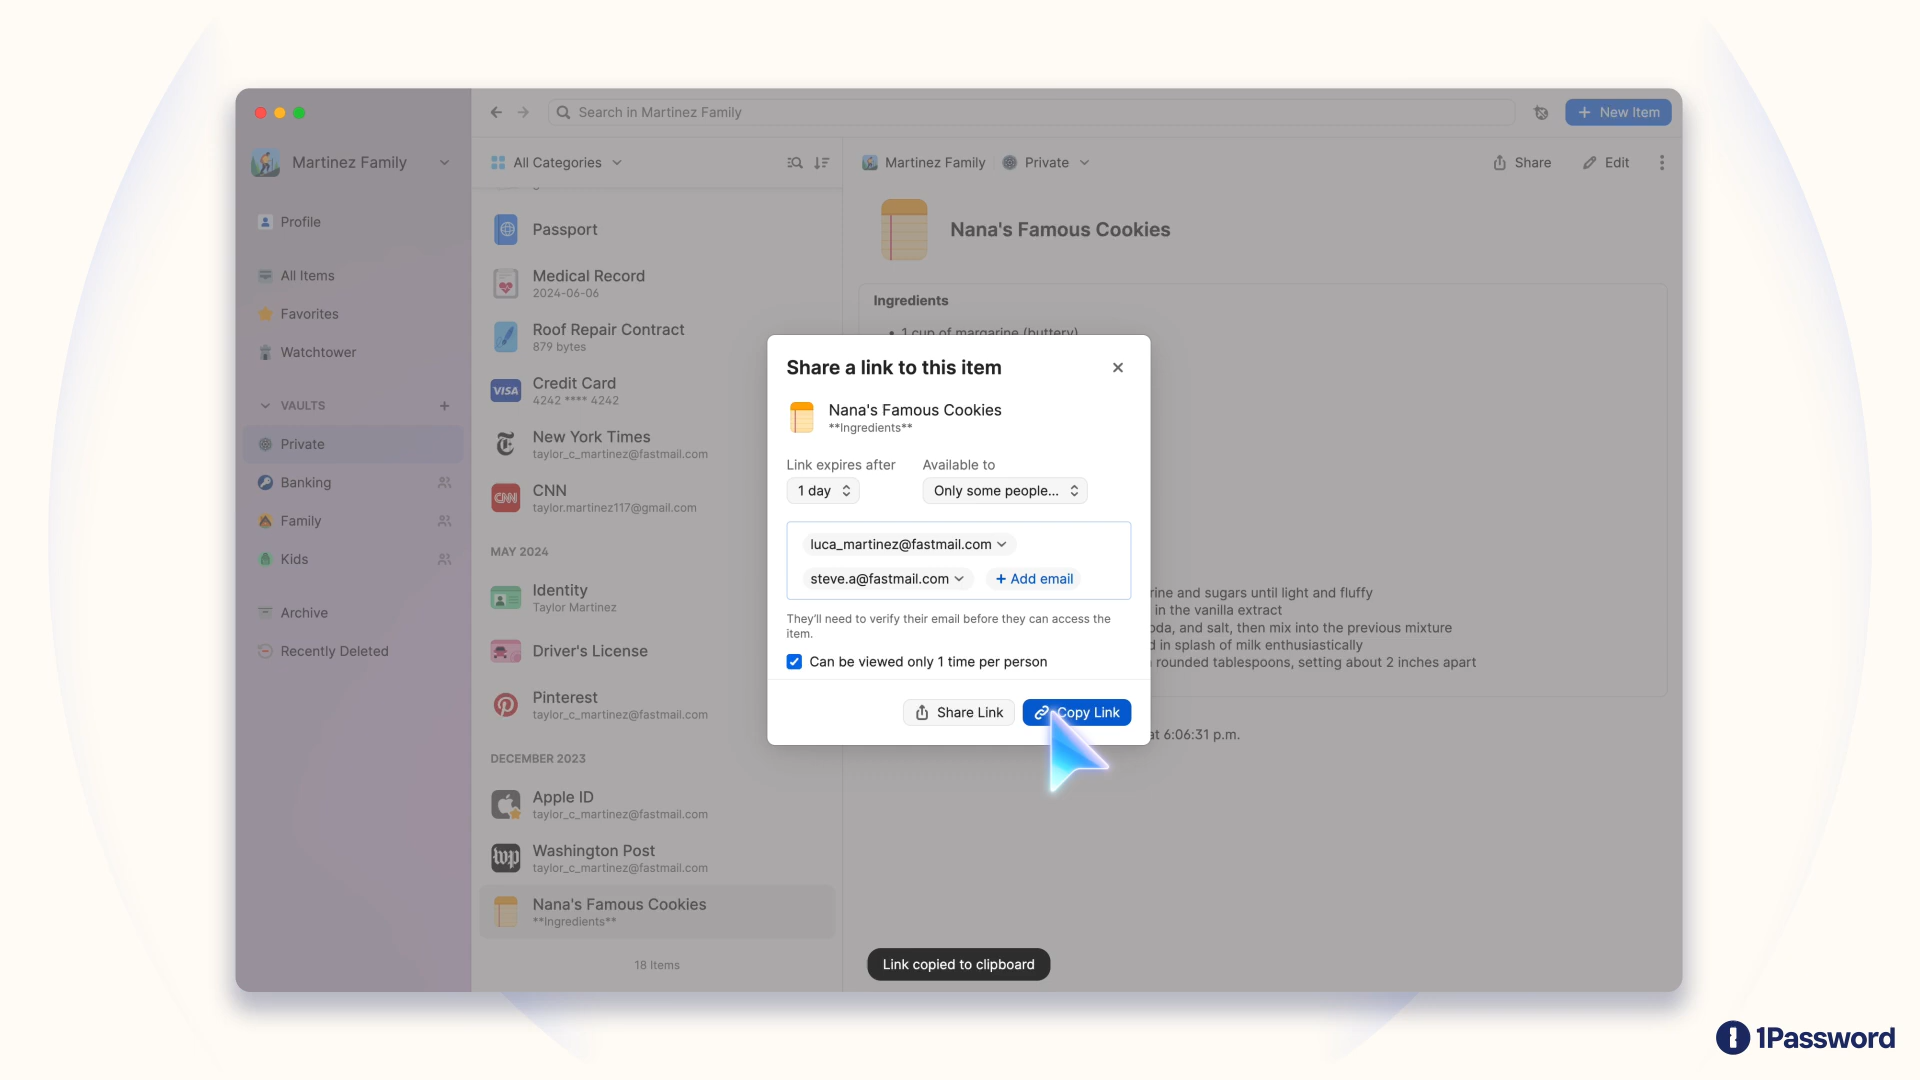 Search in Martinez Family
New Item
Martinez Family
Profile
All Items
Favorites
Watchtower
VAULTS
Private
Banking
Family
Kids
Archive
Recently Deleted
All Categories
Passport
Medical Record
2024-06-06
Roof Repair Contract
879 bytes
VISA
Credit Card
4242 **** 4242
New York Times
taylor_c_martinez@fastmail.com
CNN
CNN
taylor.martinez117@gmail.com
MAY 2024
Identity
Taylor Martinez
Driver's License
Pinterest
taylor_c_martinez@fastmail.com
DECEMBER 2023
Apple ID
taylor_c_martinez@fastmail.com
wp
Washington Post
taylor_c_martinez@fastmail.com
Nana's Famous Cookies
**Ingredients**
18 Items
Martinez Family
Private
Share
Edit
Nana's Famous Cookies
Ingredients
• 1 cup of margarine (buttery)
rine and sugars until light and fluffy
in the vanilla extract
oda, and salt, then mix into the previous mixture
d in splash of milk enthusiastically
rounded tablespoons, setting about 2 inches apart
at 6:06:31 p.m.
Share a link to this item
Nana's Famous Cookies
**Ingredients**
Link expires after
Available to
1 day
Only some people...
luca_martinez@fastmail.com
steve.a@fastmail.com
+ Add email
They'll need to verify their email before they can access the
item.
Can be viewed only 1 time per person
Share Link
Copy Link
Link copied to clipboard
1Password